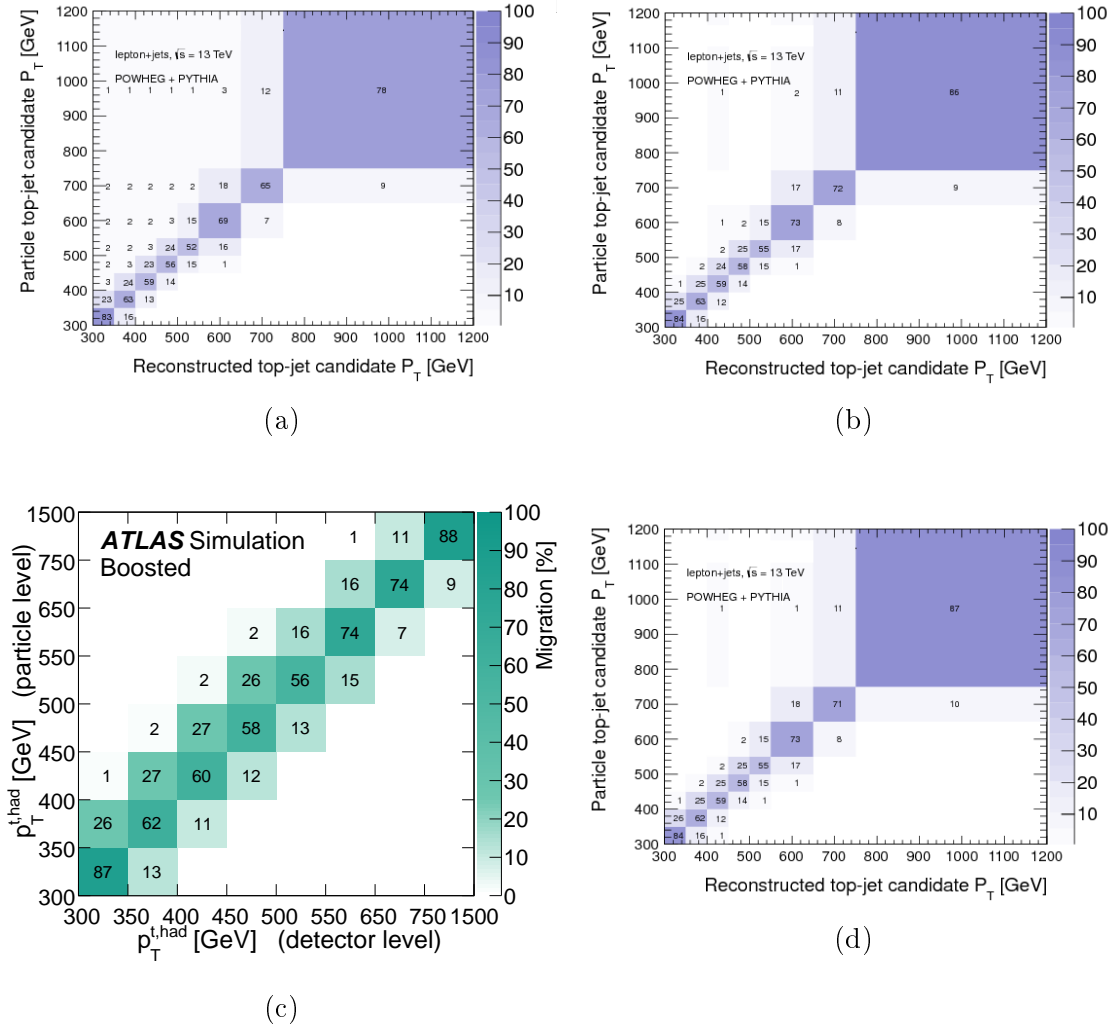 Particle top-jet candidate P_T [GeV]
lepton+jets, √s = 13 TeV
POWHEG + PYTHIA
1200
1100
1000
900
800
700
600
500
400
300
1 1 1 1 1 3 12 78
2 2 2 2 2 18 65 9
2 2 2 3 15 69 7
2 2 3 24 52 16
2 3 23 56 15 1
3 24 59 14
23 63 13
83 16
300 400 500 600 700 800 900 1000 1100 1200
Reconstructed top-jet candidate P_T [GeV]
100
90
80
70
60
50
40
30
20
10
(a)
Particle top-jet candidate P_T [GeV]
lepton+jets, √s = 13 TeV
POWHEG + PYTHIA
1200
1100
1000
900
800
700
600
500
400
300
1 2 11 86
17 72 9
1 2 15 73 8
2 25 55 17
2 24 58 15 1
1 25 59 14
25 63 12
84 16
300 400 500 600 700 800 900 1000 1100 1200
Reconstructed top-jet candidate P_T [GeV]
100
90
80
70
60
50
40
30
20
10
(b)
p_T^{t,had} [GeV] (particle level)
ATLAS Simulation
Boosted
1500
750
650
550
500
450
400
350
300
1 11 88
16 74 9
2 16 74 7
2 26 56 15
2 27 58 13
1 27 60 12
26 62 11
87 13
300 350 400 450 500 550 650 750 1500
p_T^{t,had} [GeV] (detector level)
100
90
80
70
60
50
40
30
20
10
0
Migration [%]
(c)
Particle top-jet candidate P_T [GeV]
lepton+jets, √s = 13 TeV
POWHEG + PYTHIA
1200
1100
1000
900
800
700
600
500
400
300
1 1 11 87
18 71 10
2 15 73 8
2 25 55 17
2 25 58 15 1
1 25 59 14 1
26 62 12
84 16 1
300 400 500 600 700 800 900 1000 1100 1200
Reconstructed top-jet candidate P_T [GeV]
100
90
80
70
60
50
40
30
20
10
(d)